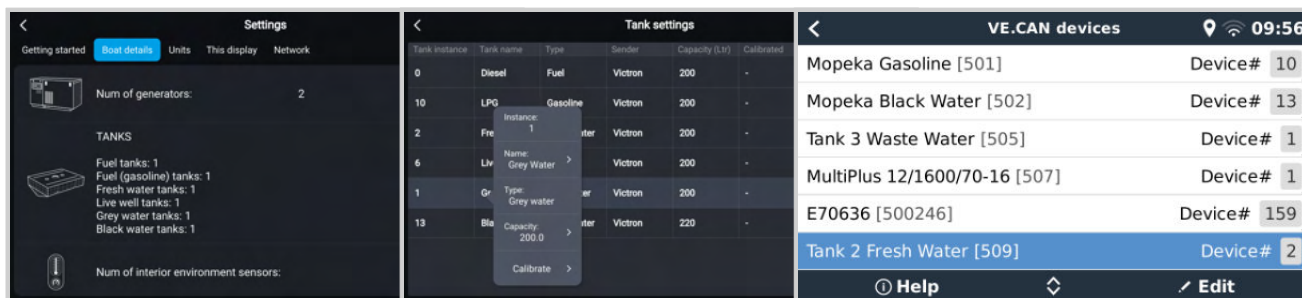 Settings
Getting started Boat details Units This display Network
Num of generators: 2
TANKS
Fuel tanks: 1
Fuel (gasoline) tanks: 1
Fresh water tanks: 1
Live well tanks: 1
Grey water tanks: 1
Black water tanks: 1
Num of interior environment sensors:
Tank settings
Tank instance Tank name Type Sender Capacity (Ltr) Calibrated
0 Diesel Fuel Victron 200 -
10 LPG Gasoline Victron 200 -
2 Fre ter Victron 200 -
6 Liv Victron 200 -
1 Gr r Victron 200 -
13 Bla ter Victron 220 -
Instance:
1
Name:
Grey Water
Type:
Grey water
Capacity:
200.0
Calibrate
VE.CAN devices 09:56
Mopeka Gasoline [501] Device# 10
Mopeka Black Water [502] Device# 13
Tank 3 Waste Water [505] Device# 1
MultiPlus 12/1600/70-16 [507] Device# 1
E70636 [500246] Device# 159
Tank 2 Fresh Water [509] Device# 2
Help Edit